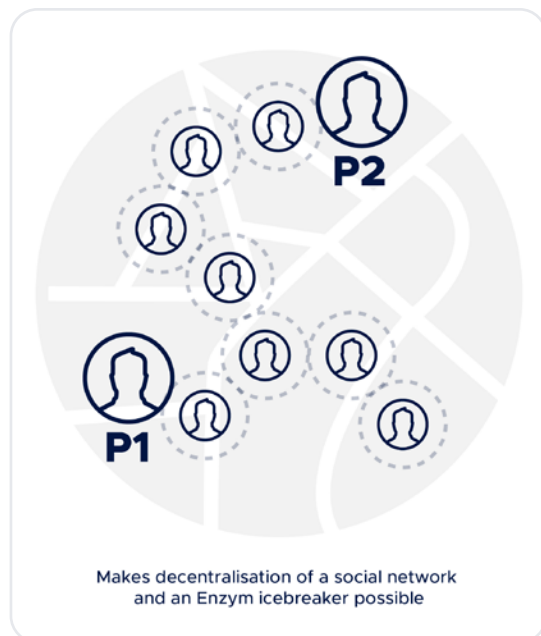 P2
P1
Makes decentralisation of a social network
and an Enzym icebreaker possible